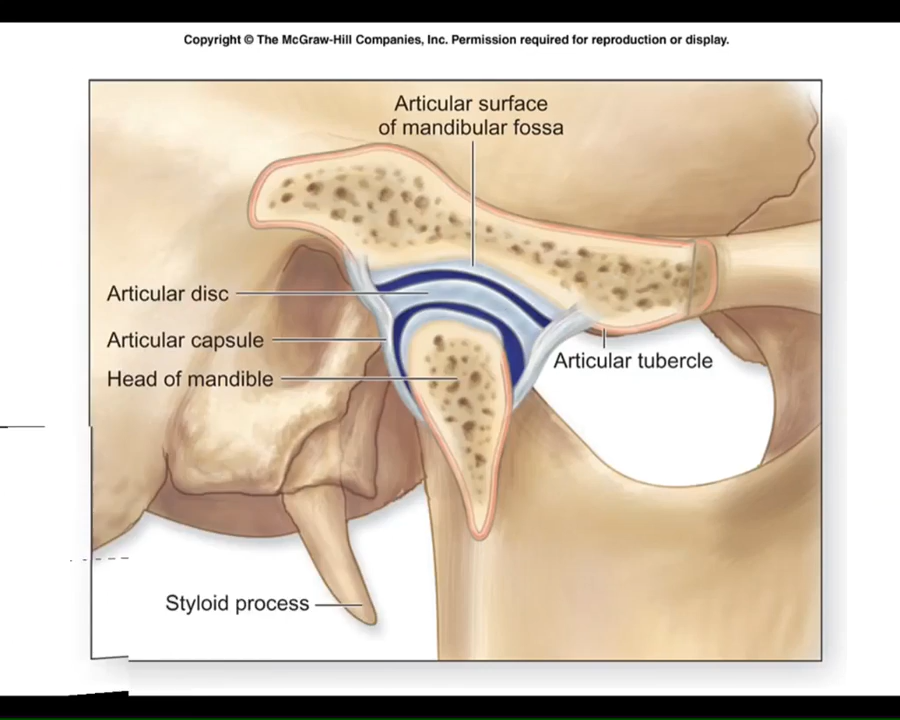 Copyright © The McGraw-Hill Companies, Inc. Permission required for reproduction or display.
Articular surface
of mandibular fossa
Articular disc
Articular capsule
Head of mandible
Articular tubercle
Styloid process